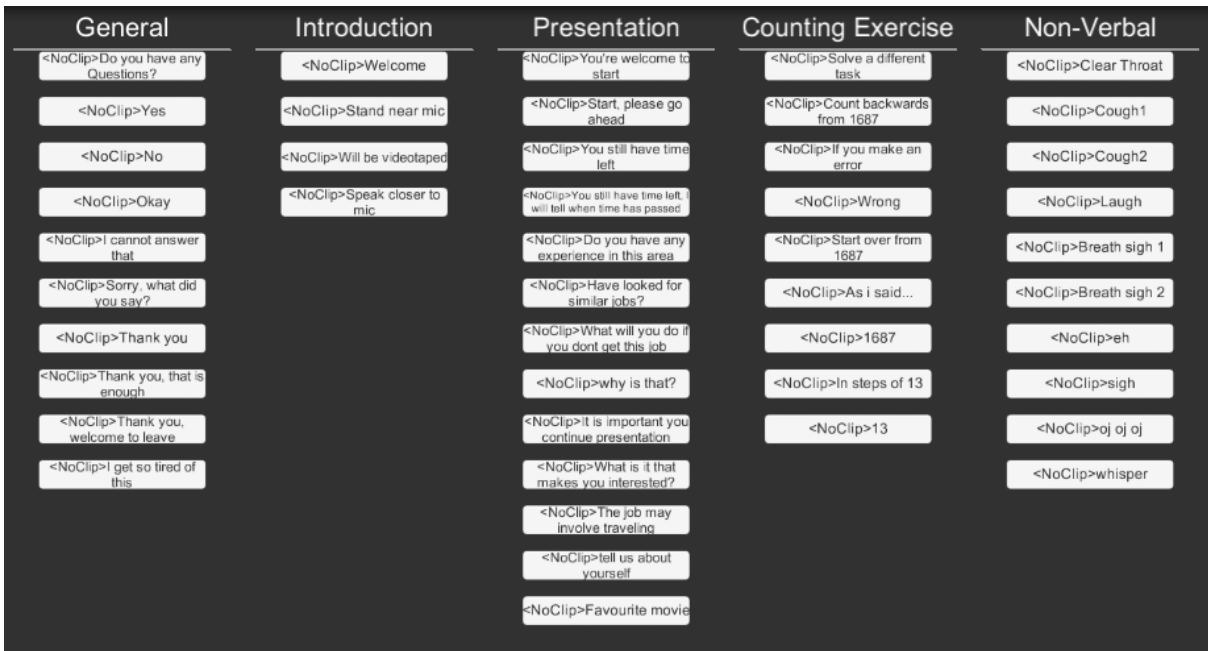 General
<NoClip>Do you have any
Questions?
<NoClip>Yes
<NoClip>No
<NoClip>Okay
<NoClip>I cannot answer
that
<NoClip>Sorry, what did
you say?
<NoClip>Thank you
<NoClip>Thank you, that is
enough
<NoClip>Thank you,
welcome to leave
<NoClip>I get so tired of
this
Introduction
<NoClip>Welcome
<NoClip>Stand near mic
<NoClip>Will be videotaped
<NoClip>Speak closer to
mic
Presentation
<NoClip>You're welcome to
start
<NoClip>Start, please go
ahead
<NoClip>You still have time
left
<NoClip>You still have time left, I
will tell when time has passed
<NoClip>Do you have any
experience in this area
<NoClip>Have looked for
similar jobs?
<NoClip>What will you do if
you dont get this job
<NoClip>why is that?
<NoClip>It is important you
continue presentation
<NoClip>What is it that
makes you interested?
<NoClip>The job may
involve traveling
<NoClip>tell us about
yourself
<NoClip>Favourite movie
Counting Exercise
<NoClip>Solve a different
task
<NoClip>Count backwards
from 1687
<NoClip>If you make an
error
<NoClip>Wrong
<NoClip>Start over from
1687
<NoClip>As i said...
<NoClip>1687
<NoClip>In steps of 13
<NoClip>13
Non-Verbal
<NoClip>Clear Throat
<NoClip>Cough1
<NoClip>Cough2
<NoClip>Laugh
<NoClip>Breath sigh 1
<NoClip>Breath sigh 2
<NoClip>eh
<NoClip>sigh
<NoClip>oj oj oj
<NoClip>whisper